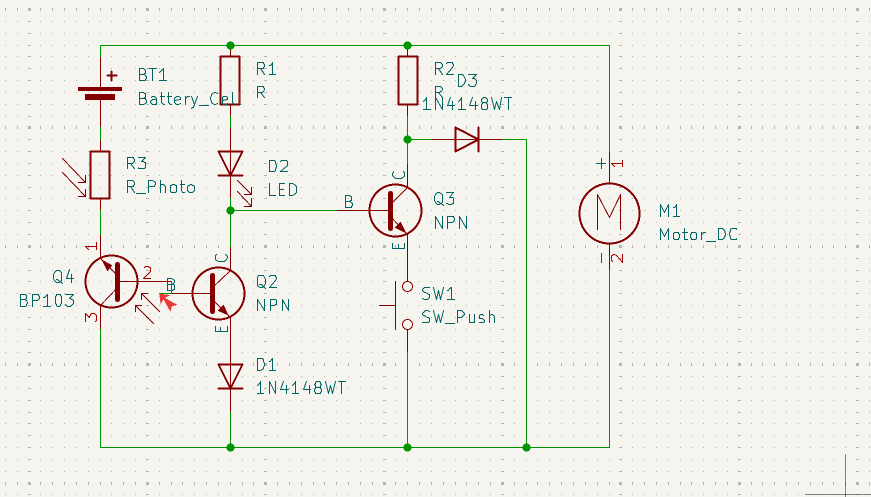 +
BT1
Battery_Cell
R1
R
R2
R
D3
1N4148WT
R3
R_Photo
D2
LED
C
B
Q3
NPN
E
+
1
M
M1
Motor_DC
−
2
1
Q4
BP103
2
3
B
C
Q2
NPN
E
SW1
SW_Push
D1
1N4148WT